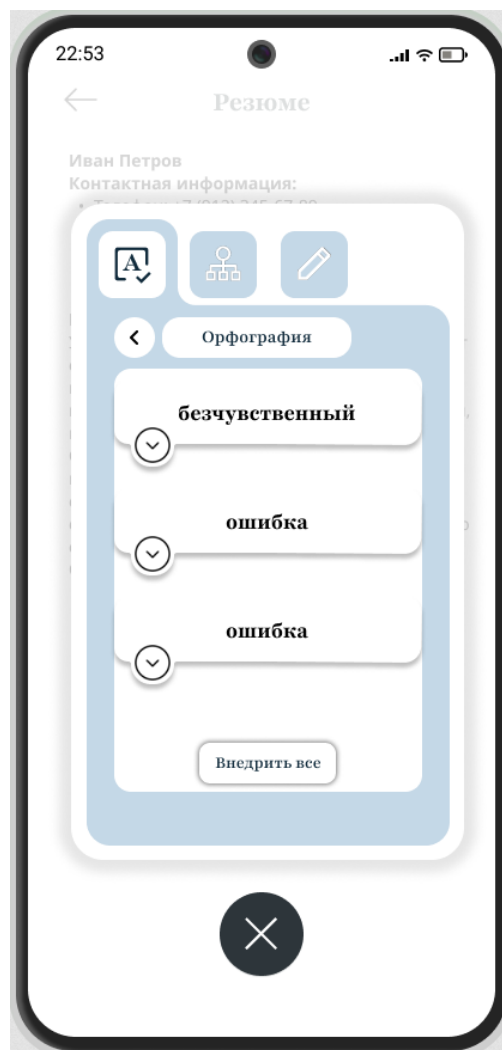 22:53
Резюме
Иван Петров
Контактная информация:
A
Орфография
безчувственный
ошибка
ошибка
Внедрить все